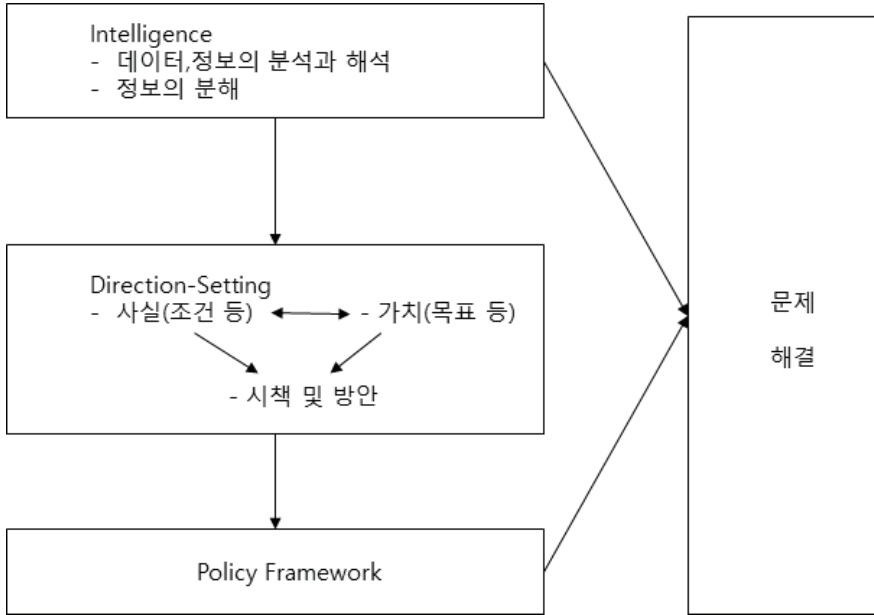 Intelligence
- 데이터,정보의 분석과 해석
- 정보의 분해
Direction-Setting
- 사실(조건 등) - 가치(목표 등)
- 시책 및 방안
Policy Framework
문제
해결